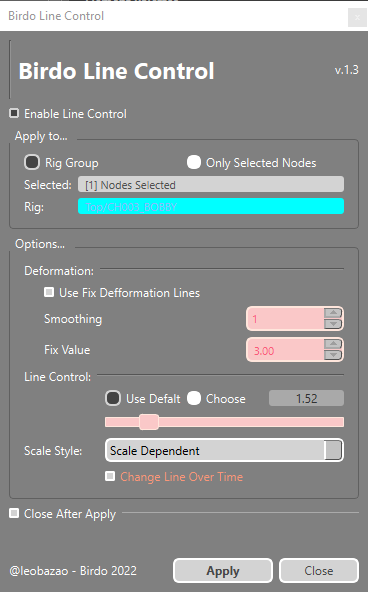 Birdo Line Control
Birdo Line Control
v.1.3
Enable Line Control
Apply to...
Rig Group
Only Selected Nodes
Selected:
[1] Nodes Selected
Rig:
Top/CH003_BOBBY
Options...
Deformation:
Use Fix Defformation Lines
Smoothing
1
Fix Value
3.00
Line Control:
Use Defalt
Choose
1.52
Scale Style:
Scale Dependent
Change Line Over Time
Close After Apply
@leobazao - Birdo 2022
Apply
Close